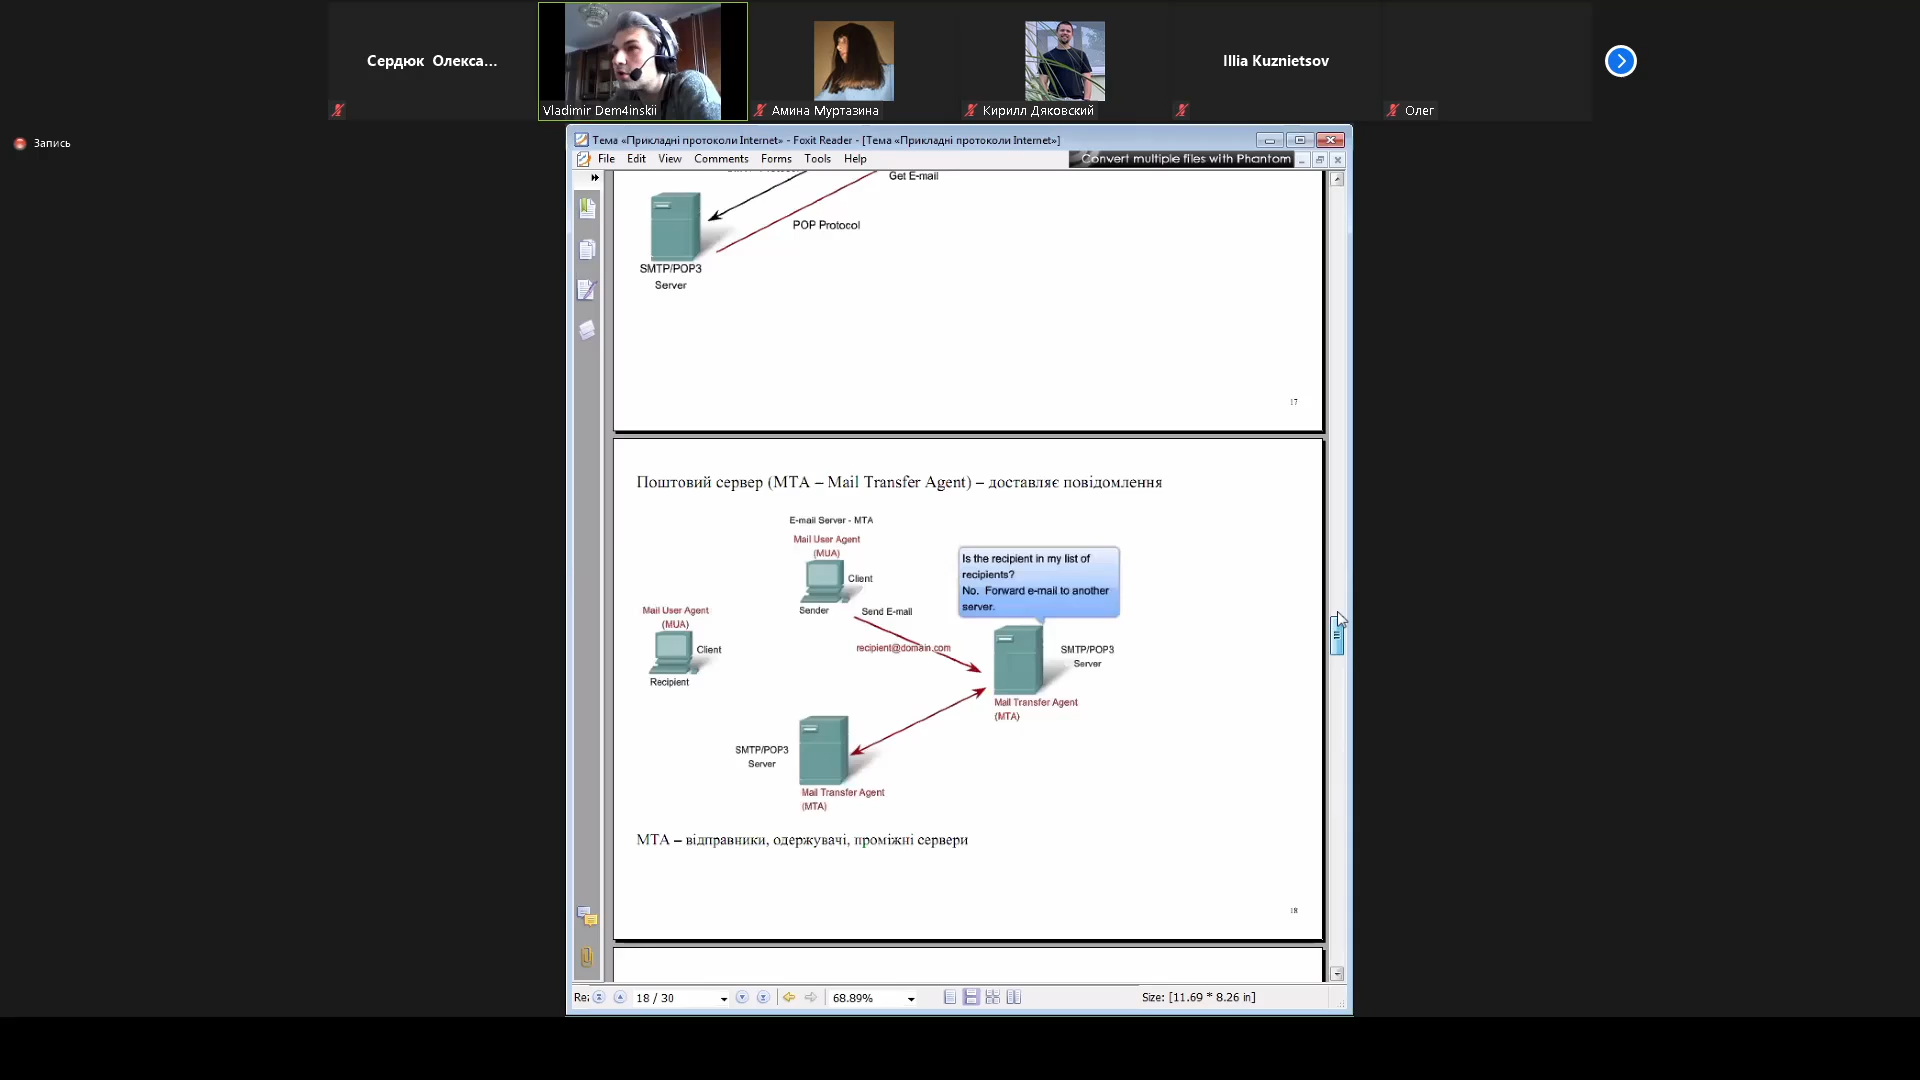 Сердюк Олекса...
Vladimir Dem4inskii
Амина Муртазина
Кирилл Дяковский
Illia Kuznietsov
Олег
Запись
Тема «Прикладні протоколи Internet» - Foxit Reader - [Тема «Прикладні протоколи Internet»]
File Edit View Comments Forms Tools Help
Convert multiple files with Phantom
Get E-mail
POP Protocol
SMTP/POP3
Server
17
Поштовий сервер (MTA – Mail Transfer Agent) – доставляє повідомлення
E-mail Server - MTA
Mail User Agent
(MUA)
Client
Sender
Send E-mail
recipient@domain.com
Is the recipient in my list of
recipients?
No. Forward e-mail to another
server.
Mail User Agent
(MUA)
Client
Recipient
SMTP/POP3
Server
Mail Transfer Agent
(MTA)
SMTP/POP3
Server
Mail Transfer Agent
(MTA)
МТА – відправники, одержувачі, проміжні сервери
18
Re:
18 / 30
68.89%
Size: [11.69 * 8.26 in]